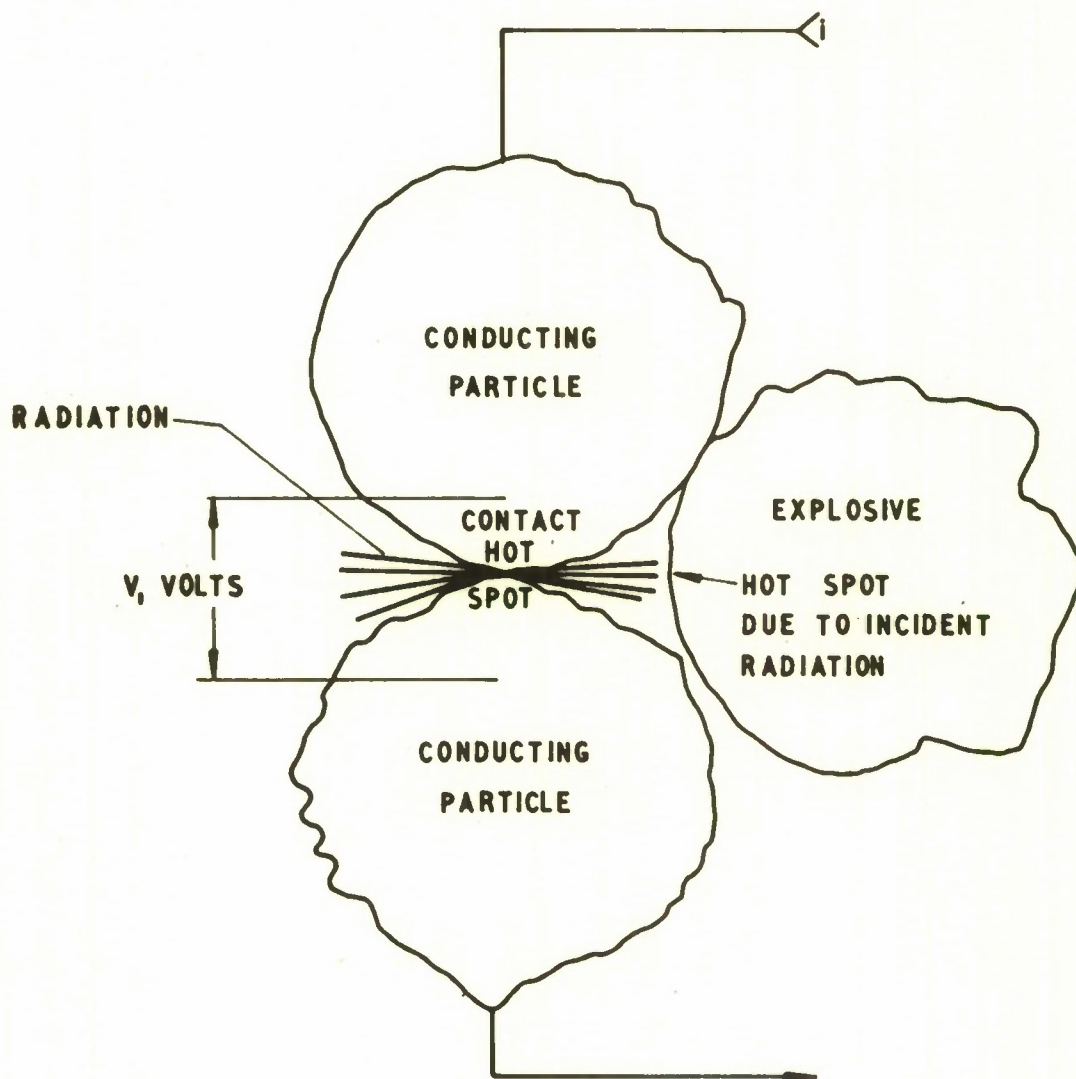 i
CONDUCTING
PARTICLE
RADIATION
CONTACT
HOT
SPOT
V, VOLTS
EXPLOSIVE
HOT SPOT
DUE TO INCIDENT
RADIATION
CONDUCTING
PARTICLE